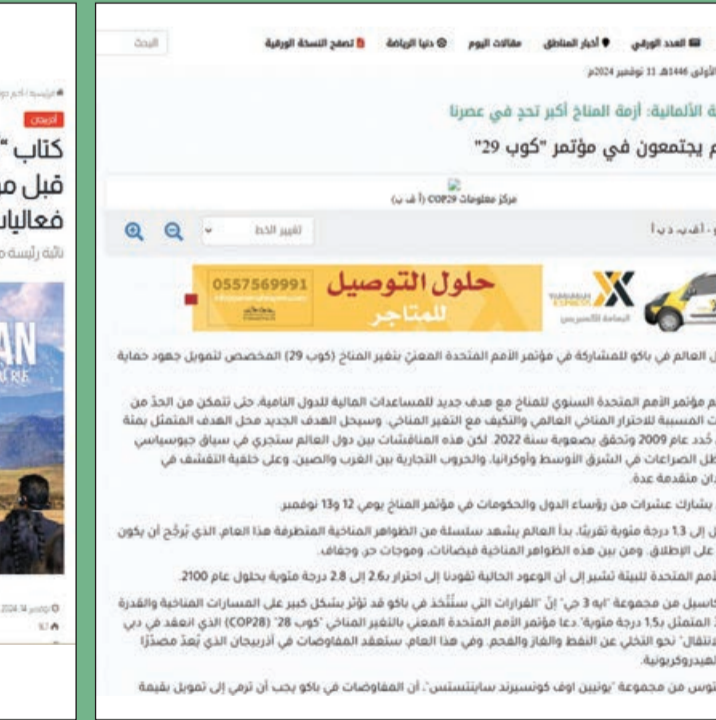 العدد الورقي أخبار المناطق مقالات اليوم دنيا الرياضة تصفح النسخة الورقية البحث
الأولى 1446هـ 11 نوفمبر 2024م
ة الألمانية: أزمة المناخ أكبر تحدٍ في عصرنا
م يجتمعون في مؤتمر "كوب 29"
مركز معلومات COP29 (أ ف ب)
- أ ف ب، د ب أ
تغيير الخط
حلول التوصيل
للمتاجر
0557569991
ل العالم في باكو للمشاركة في مؤتمر الأمم المتحدة المعنيّ بتغير المناخ (كوب 29) المخصص لتمويل جهود حماية
م مؤتمر الأمم المتحدة السنوي للمناخ مع هدف جديد للمساعدات المالية للدول النامية، حتى تتمكن من الحدّ من
ت المسببة للاحترار المناخي العالمي والتكيف مع التغير المناخي. وسيحل الهدف الجديد محل الهدف المتمثل بمئة
حُدد عام 2009 وتحقق بصعوبة سنة 2022. لكن هذه المناقشات بين دول العالم ستجري في سياق جيوسياسي
ظل الصراعات في الشرق الأوسط وأوكرانيا، والحروب التجارية بين الغرب والصين، وعلى خلفية التقشف في
دان متقدمة عدة.
يشارك عشرات من رؤساء الدول والحكومات في مؤتمر المناخ يومي 12 و13 نوفمبر.
ل إلى 1,3 درجة مئوية تقريبًا، بدأ العالم يشهد سلسلة من الظواهر المناخية المتطرفة هذا العام، الذي يُرجّح أن يكون
على الإطلاق. ومن بين هذه الظواهر المناخية فيضانات، وموجات حر، وجفاف.
لأمم المتحدة للبيئة تشير إلى أن الوعود الحالية تقودنا إلى احترار بـ2,6 إلى 2,8 درجة مئوية بحلول عام 2100.
كاسيل من مجموعة "ايه 3 جي" إنّ "القرارات التي ستُتّخذ في باكو قد تؤثر بشكل كبير على المسارات المناخية والقدرة
المتمثل بـ1,5 درجة مئوية". دعا مؤتمر الأمم المتحدة المعني بالتغير المناخي "كوب 28" (COP28) الذي انعقد في دبي
لانتقال" نحو التخلي عن النفط والغاز والفحم. وفي هذا العام، ستعقد المفاوضات في أذربيجان الذي يُعدّ مصدّرًا
لهيدروكربونية.
توس من مجموعة "يونيين اوف كونسيرند ساينتستس"، أن المفاوضات في باكو يجب أن ترمي إلى تمويل بقيمة
أذربيجان
كتاب "أ
قبل مو
فعاليات
نائبة رئيسة م
AN